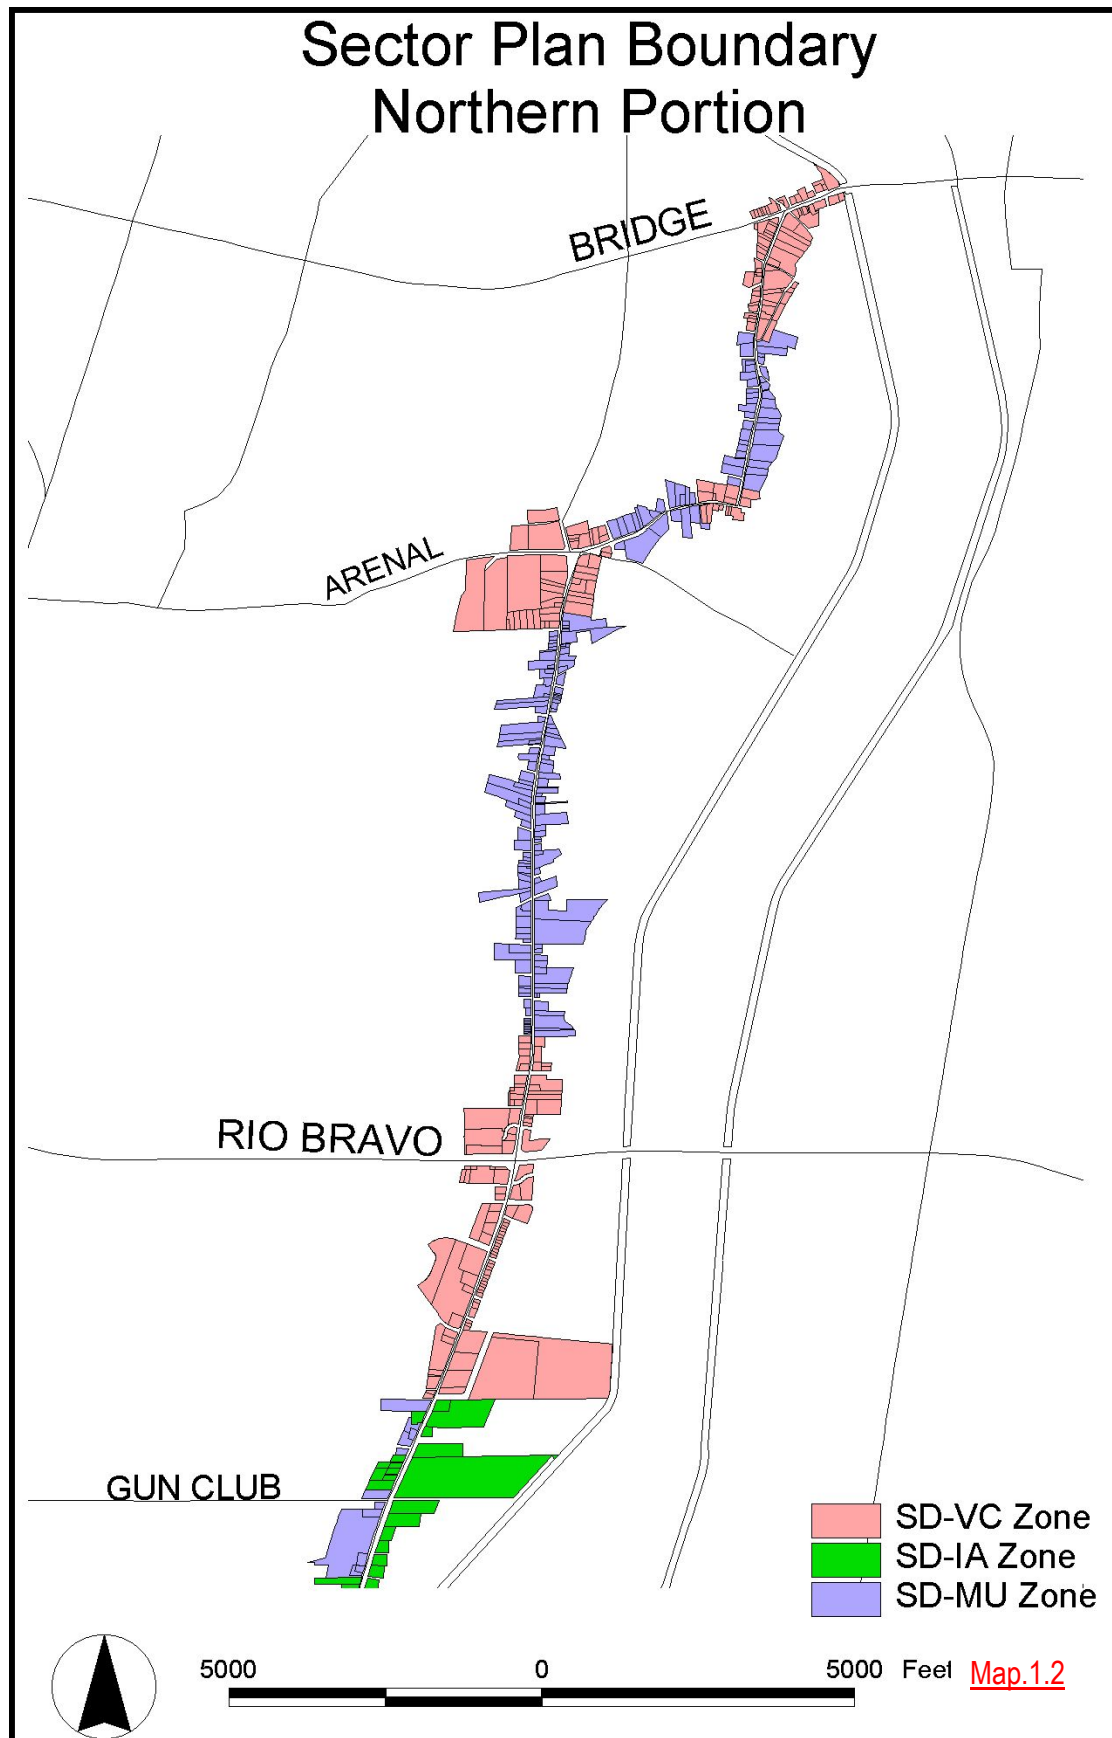 Sector Plan Boundary
Northern Portion
BRIDGE
ARENAL
RIO BRAVO
GUN CLUB
SD-VC Zone
SD-IA Zone
SD-MU Zone
5000 0 5000 Feet Map.1.2